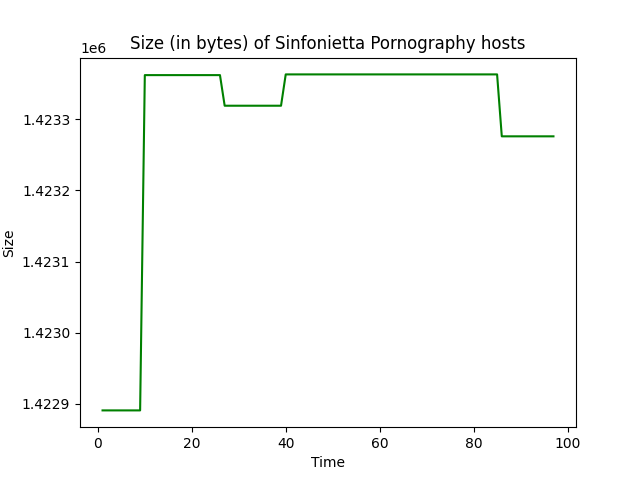 Size (in bytes) of Sinfonietta Pornography hosts
1e6
1.4233
1.4232
1.4231
1.4230
1.4229
Size
0 20 40 60 80 100
Time